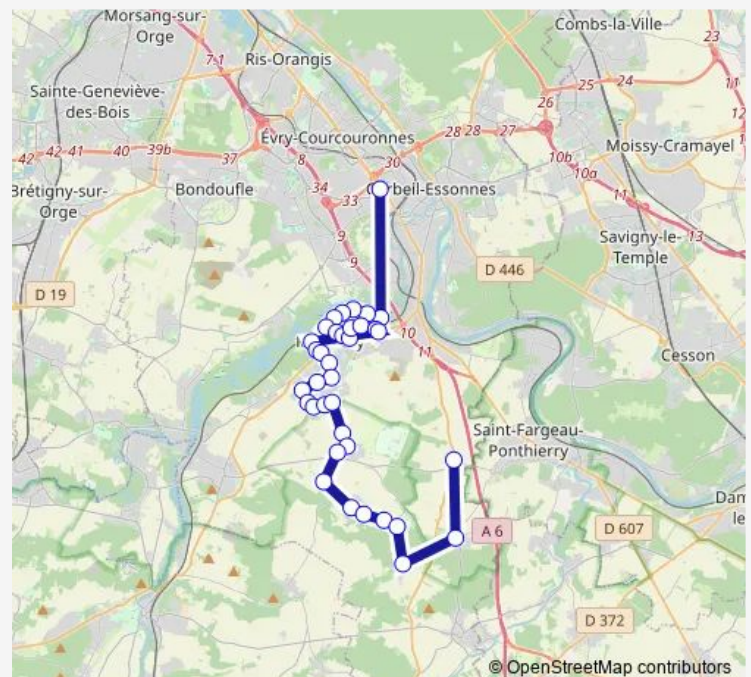 Morsang-sur-
Orge
Combs-la-Ville
23
7-1
Ris-Orangis
11
25
24
Sainte-Geneviève-
des-Bois
12
26
Évry-Courcouronnes
28
28
27
42
42
41
40
39b
37
8
30
10b
Moissy-Cramayel
10a
Brétigny-sur-
Orge
Bondoufle
34
33
Corbeil-Essonnes
11
13
9
Savigny-le-
Temple
D 446
9
D 19
10
11
Cesson
Saint-Fargeau-
Ponthierry
A 6
D 607
D 372
© OpenStreetMap contributors